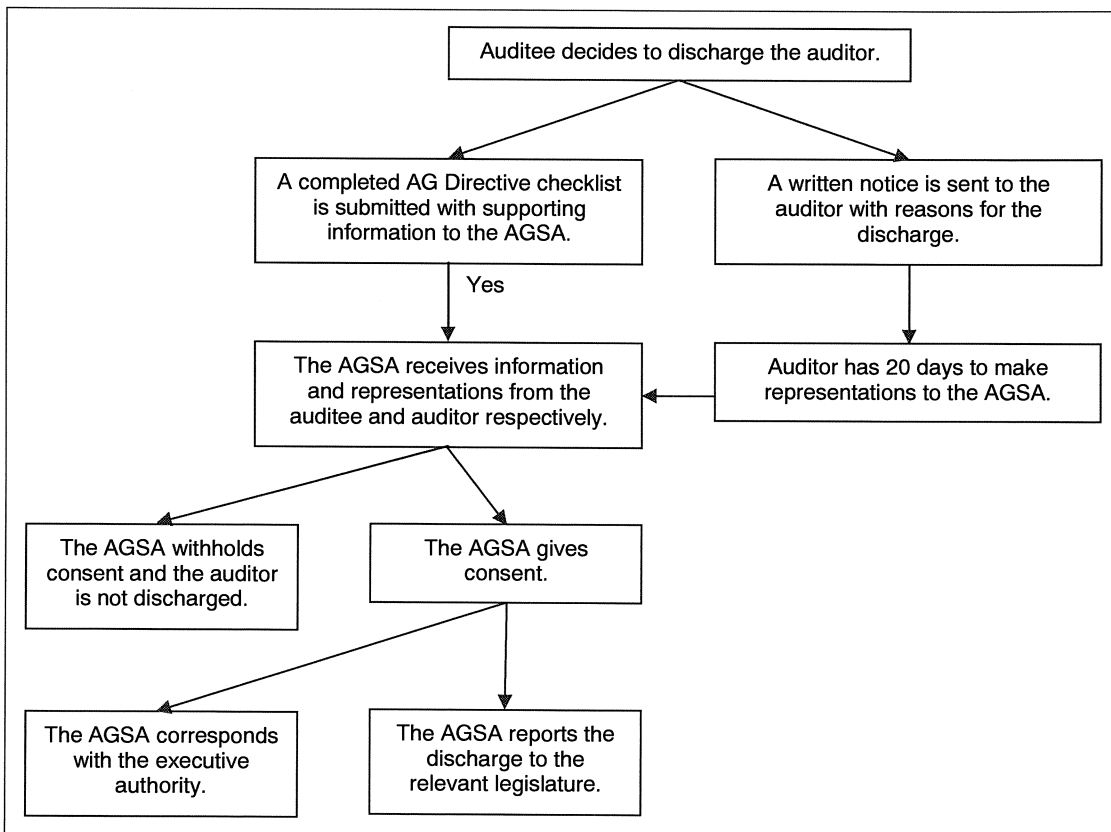 Auditee decides to discharge the auditor.
A completed AG Directive checklist
is submitted with supporting
information to the AGSA.
A written notice is sent to the
auditor with reasons for the
discharge.
Yes
The AGSA receives information
and representations from the
auditee and auditor respectively.
Auditor has 20 days to make
representations to the AGSA.
The AGSA withholds
consent and the auditor
is not discharged.
The AGSA gives
consent.
The AGSA corresponds
with the executive
authority.
The AGSA reports the
discharge to the
relevant legislature.